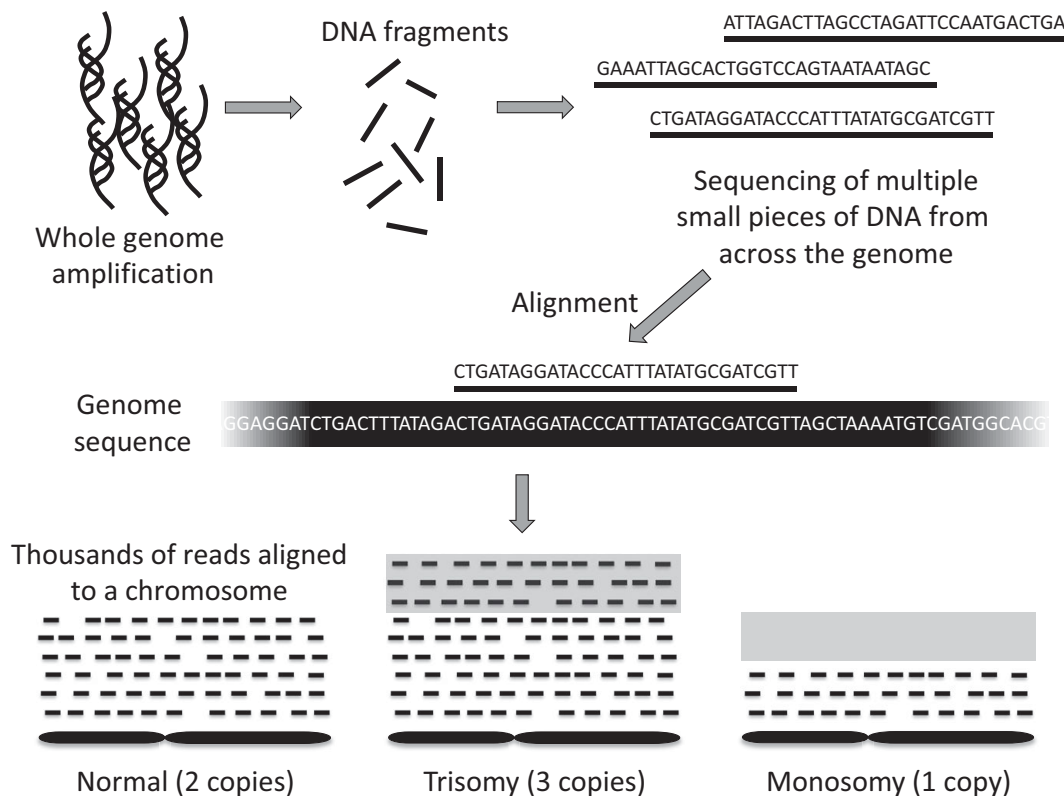 DNA fragments
ATTAGACTTAGCCTAGATTCCAATGACTGA
GAAATTAGCACTGGTCCAGTAATAATAGC
CTGATAGGATACCCATTTATATGCGATCGTT
Whole genome
amplification
Sequencing of multiple
small pieces of DNA from
across the genome
Alignment
CTGATAGGATACCCATTTATATGCGATCGTT
Genome
sequence
GGAGGATCTGACTTTATAGACTGATAGGATACCCATTTATATGCGATCGTTAGCTAAAATGTCGATGGCACG
Thousands of reads aligned
to a chromosome
Normal (2 copies)
Trisomy (3 copies)
Monosomy (1 copy)